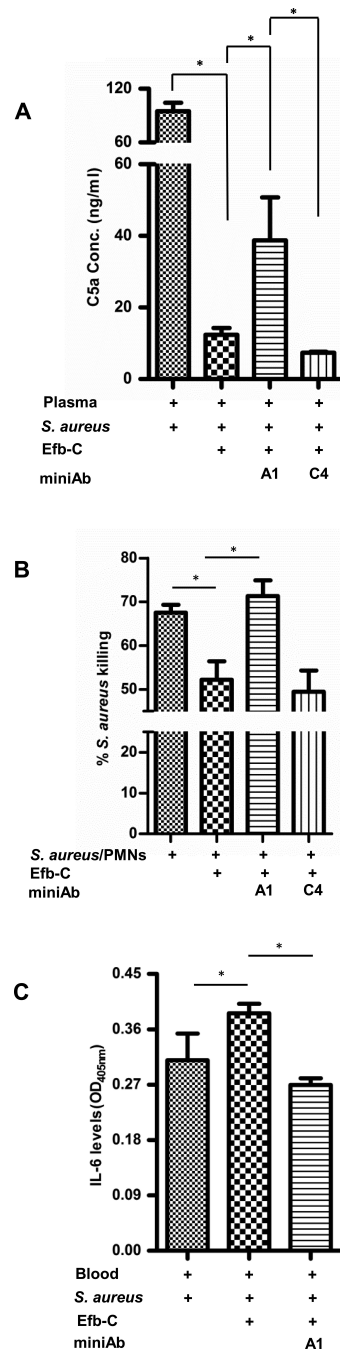 A
C5a Conc. (ng/ml)
120
60
60
40
20
0
* * *
Plasma + + + +
S. aureus + + + +
Efb-C + + +
miniAb A1 C4
B
% S. aureus killing
80
70
60
50
20
10
0
* *
S. aureus/PMNs + + + +
Efb-C + + +
miniAb A1 C4
C
IL-6 levels (OD405nm)
0.45
0.36
0.27
0.18
0.09
0.00
* *
Blood + + +
S. aureus + + +
Efb-C + +
miniAb A1